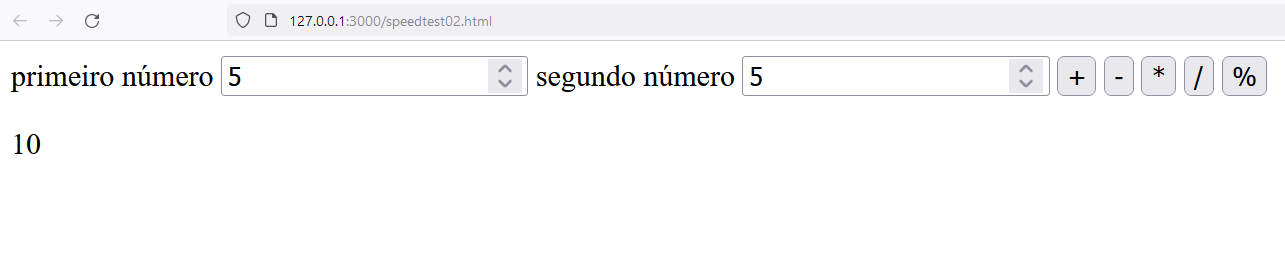 127.0.0.1:3000/speedtest02.html
primeiro número 5 segundo número 5 + - * / %
10